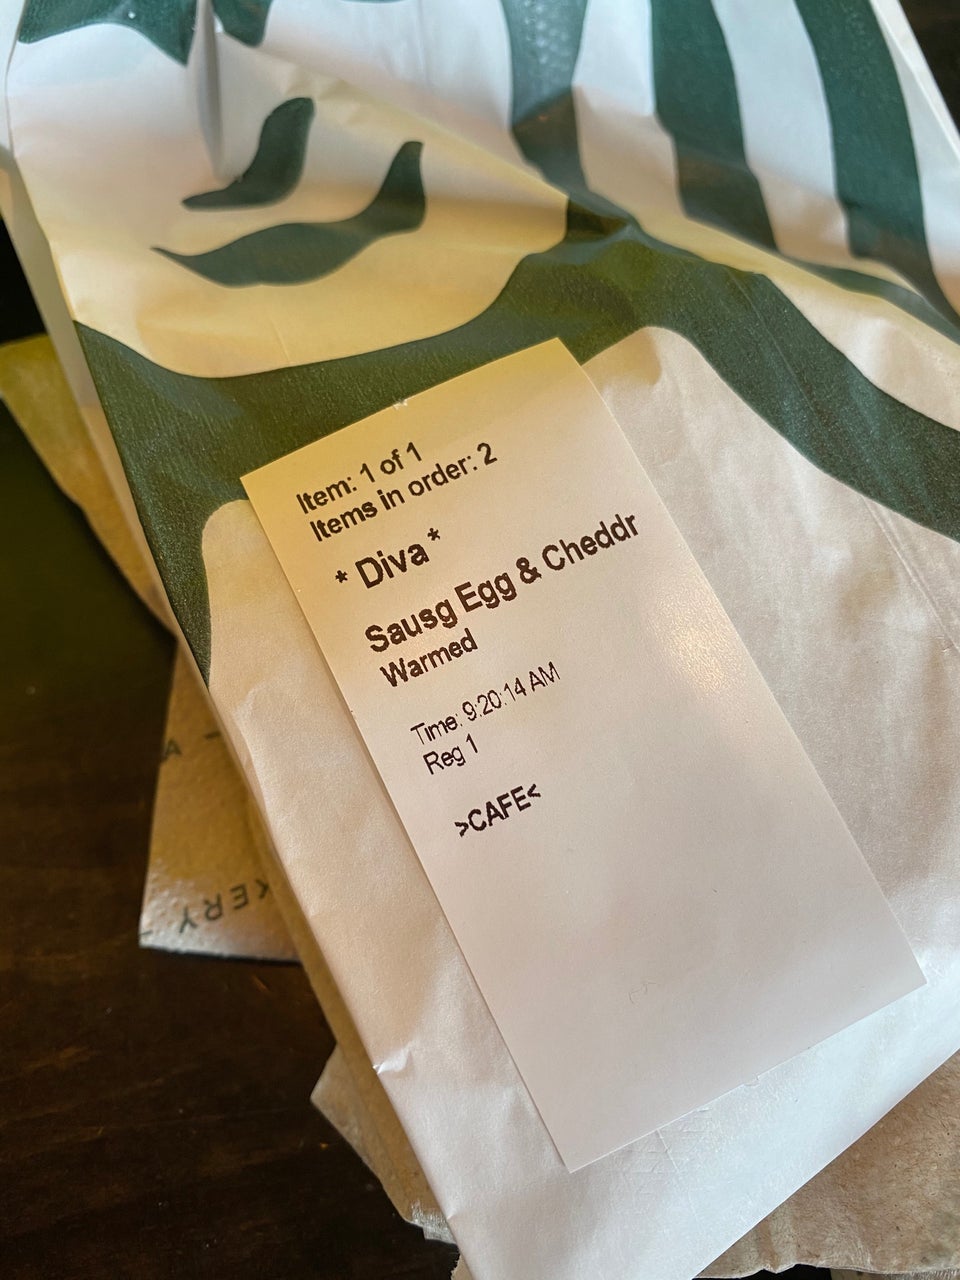 Item: 1 of 1
Items in order: 2
* Diva *
Sausg Egg & Cheddr
Warmed
Time: 9:20:14 AM
Reg 1
>CAFE<
KERY